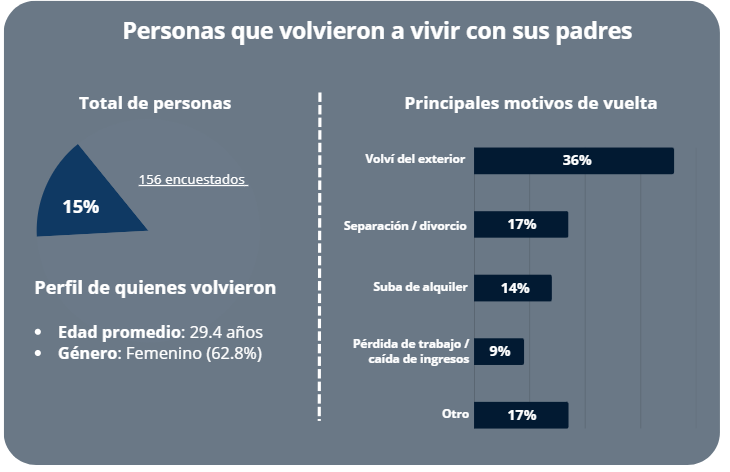 Personas que volvieron a vivir con sus padres
Total de personas
156 encuestados
15%
Perfil de quienes volvieron
• Edad promedio: 29.4 años
• Género: Femenino (62.8%)
Principales motivos de vuelta
Volví del exterior 36%
Separación / divorcio 17%
Suba de alquiler 14%
Pérdida de trabajo /
caída de ingresos 9%
Otro 17%